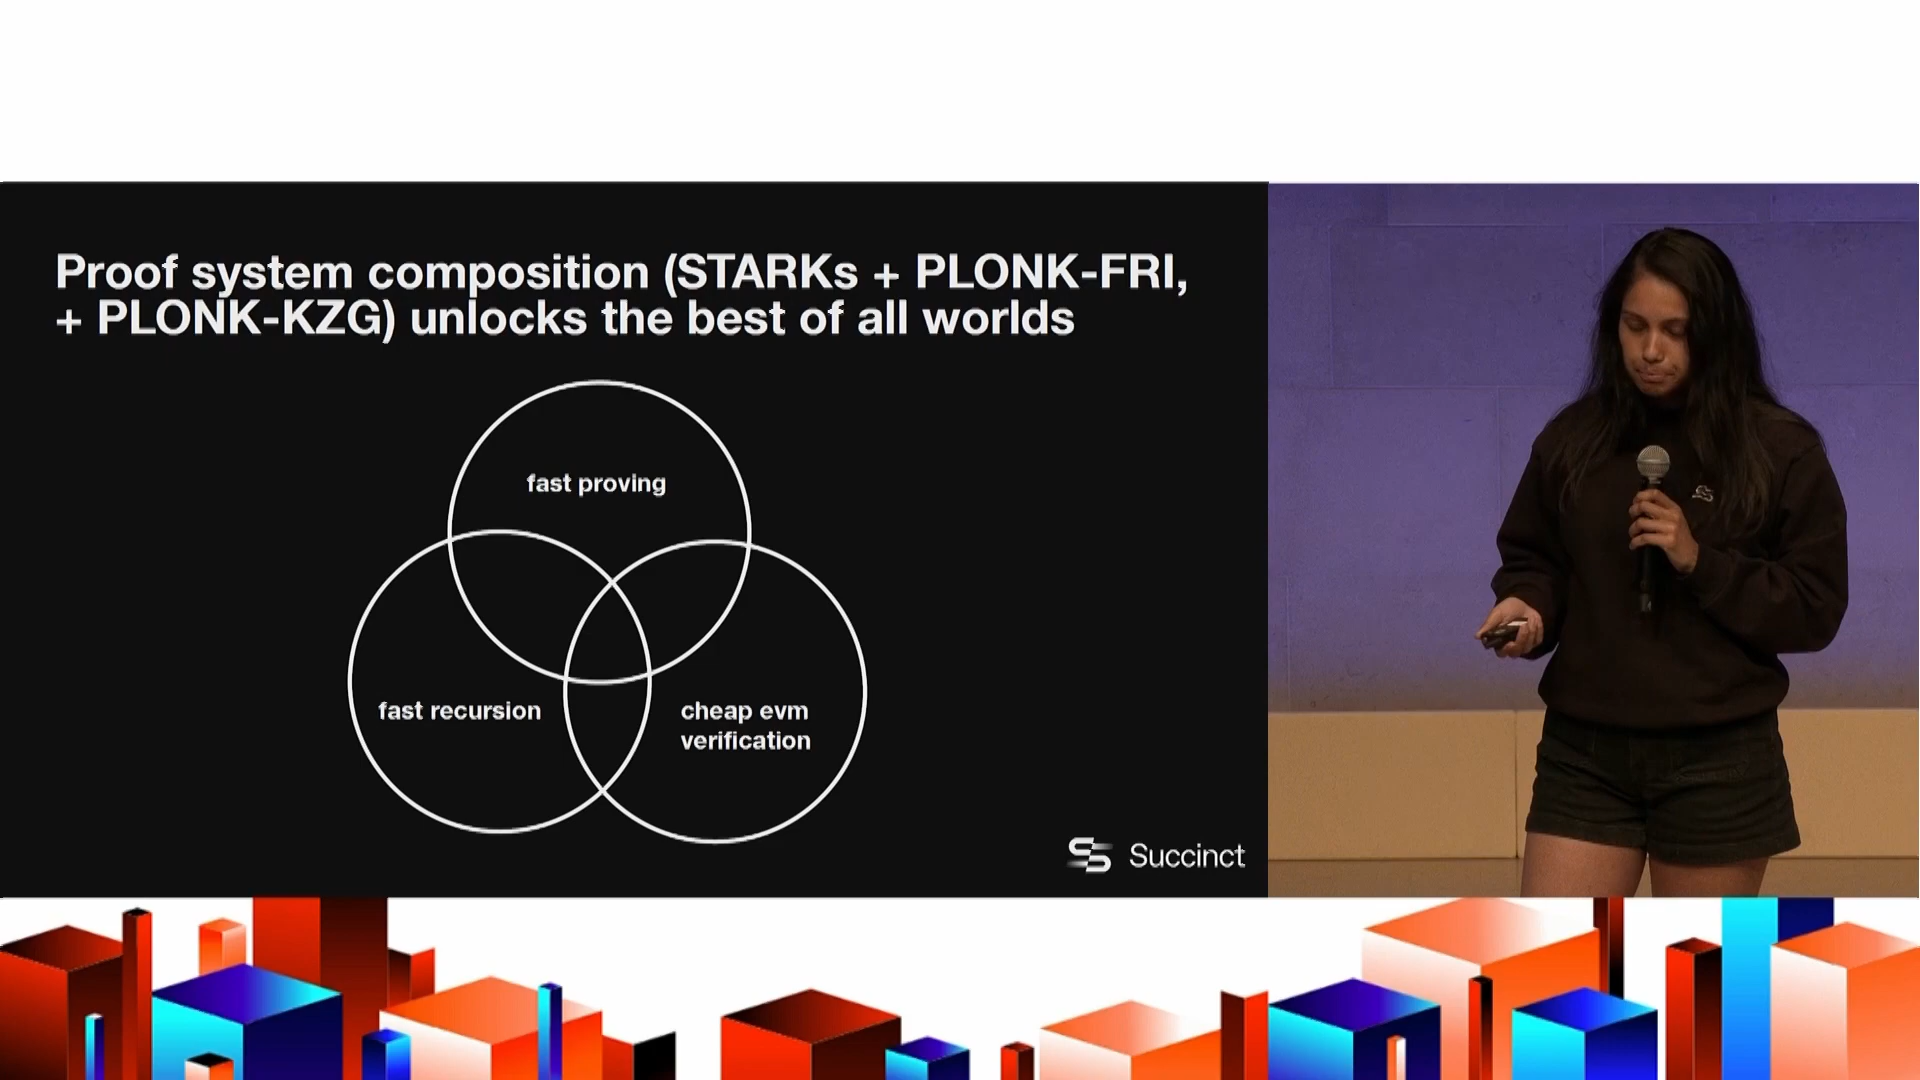 Proof system composition (STARKs + PLONK-FRI,
+ PLONK-KZG) unlocks the best of all worlds
fast proving
fast recursion
cheap evm
verification
Succinct